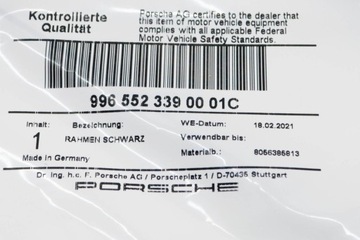 Kontrollierte
Qualität
Porsche AG certifies to the dealer that
this item of motor vehicle equipment
complies with all applicable Federal
Motor Vehicle Safety Standards.
996 552 339 00 01C
Inhalt: Bezeichnung: WE-Datum: 18.02.2021
1 RAHMEN SCHWARZ Verwendbar bis:
Made in Germany Materialb.: 8056385813
Dr. Ing. h.c. F. Porsche AG / Porscheplatz 1 / D-70435 Stuttgart
PORSCHE